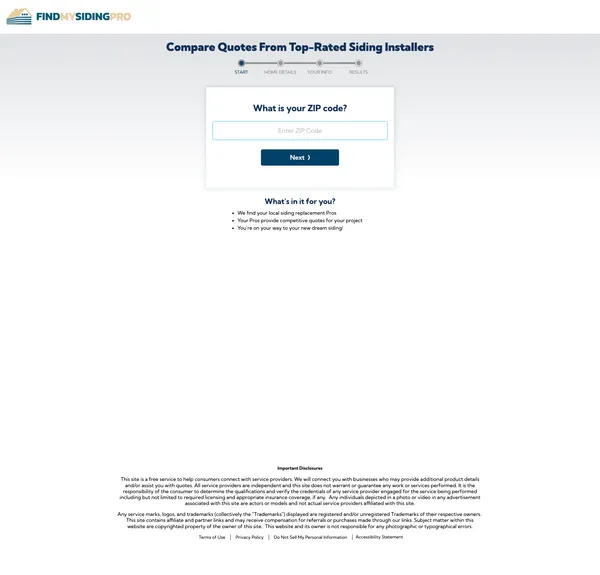 FINDMYSIDINGPRO
Compare Quotes From Top-Rated Siding Installers
START HOME DETAILS YOUR INFO RESULTS
What is your ZIP code?
Enter ZIP Code
Next ⟩
What's in it for you?
• We find your local siding replacement Pros
• Your Pros provide competitive quotes for your project
• You're on your way to your new dream siding!
Important Disclosures
This site is a free service to help consumers connect with service providers. We will connect you with businesses who may provide additional product details
and/or assist you with quotes. All service providers are independent and this site does not warrant or guarantee any work or services performed. It is the
responsibility of the consumer to determine the qualifications and verify the credentials of any service provider engaged for the service being performed
including but not limited to required licensing and appropriate insurance coverage, if any. Any individuals depicted in a photo or video in any advertisement
associated with this site are actors or models and not actual service providers affiliated with this site.
Any service marks, logos, and trademarks (collectively the "Trademarks") displayed are registered and/or unregistered Trademarks of their respective owners.
This site contains affiliate and partner links and may receive compensation for referrals or purchases made through our links. Subject matter within this
website are copyrighted property of the owner of this site. This website and its owner is not responsible for any photographic or typographical errors.
Terms of Use | Privacy Policy | Do Not Sell My Personal Information | Accessibility Statement